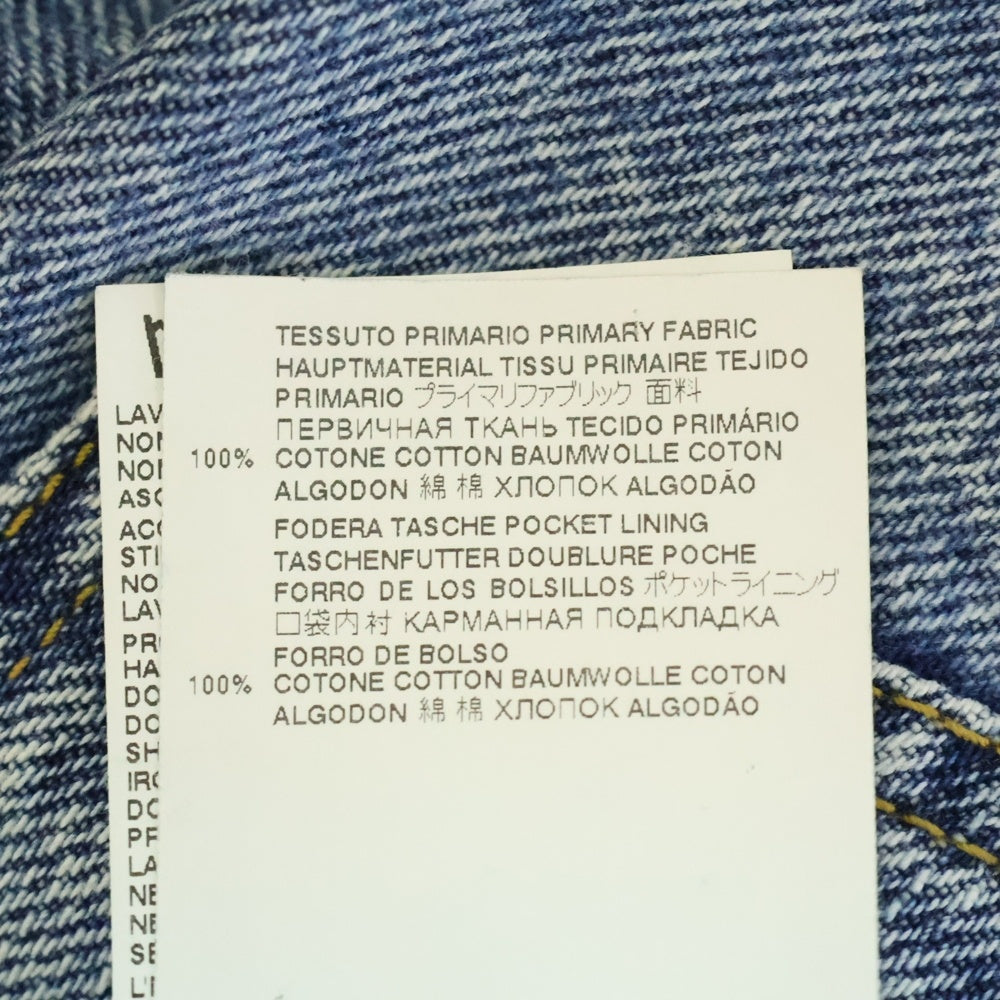 TESSUTO PRIMARIO PRIMARY FABRIC
HAUPTMATERIAL TISSU PRIMAIRE TEJIDO
PRIMARIO プライマリファブリック 面料
ПЕРВИЧНАЯ ТКАНЬ TECIDO PRIMÁRIO
100% COTONE COTTON BAUMWOLLE COTON
ALGODON 綿 棉 ХЛОПОК ALGODÃO
FODERA TASCHE POCKET LINING
TASCHENFUTTER DOUBLURE POCHE
FORRO DE LOS BOLSILLOS ポケットライニング
口袋内衬 КАРМАННАЯ ПОДКЛАДКА
FORRO DE BOLSO
100% COTONE COTTON BAUMWOLLE COTON
ALGODON 綿 棉 ХЛОПОК ALGODÃO